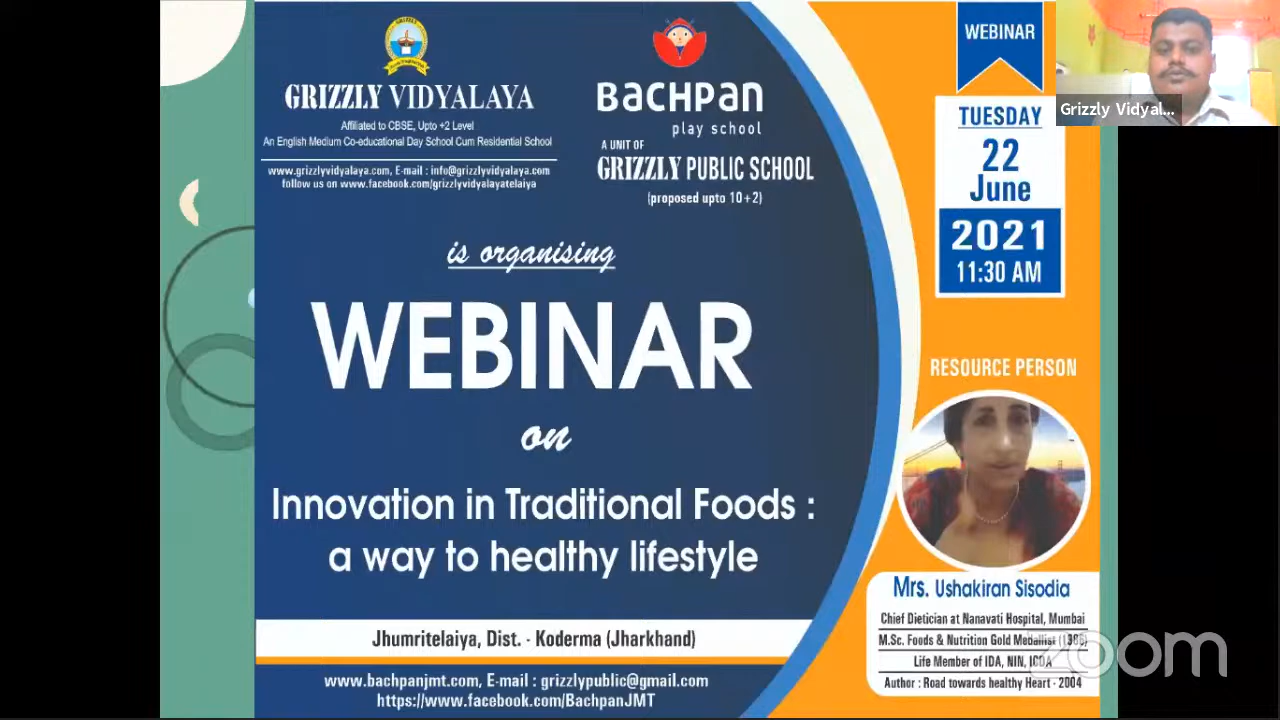 GRIZZLY VIDYALAYA
Affiliated to CBSE, Upto +2 Level
An English Medium Co-educational Day School Cum Residential School
www.grizzlyvidyalaya.com, E-mail : info@grizzlyvidyalaya.com
follow us on www.facebook.com/grizzlyvidyalayatelaiya
BACHPAN
play school
A UNIT OF
GRIZZLY PUBLIC SCHOOL
(proposed upto 10+2)
is organising
WEBINAR
on
Innovation in Traditional Foods :
a way to healthy lifestyle
Jhumritelaiya, Dist. - Koderma (Jharkhand)
www.bachpanjmt.com, E-mail : grizzlypublic@gmail.com
https://www.facebook.com/BachpanJMT
WEBINAR
TUESDAY
22
June
2021
11:30 AM
Grizzly Vidyal...
RESOURCE PERSON
Mrs. Ushakiran Sisodia
Chief Dietician at Nanavati Hospital, Mumbai
M.Sc. Foods & Nutrition Gold Medallist
Life Member of IDA, NIN,
Author : Road towards healthy Heart - 2004
zoom